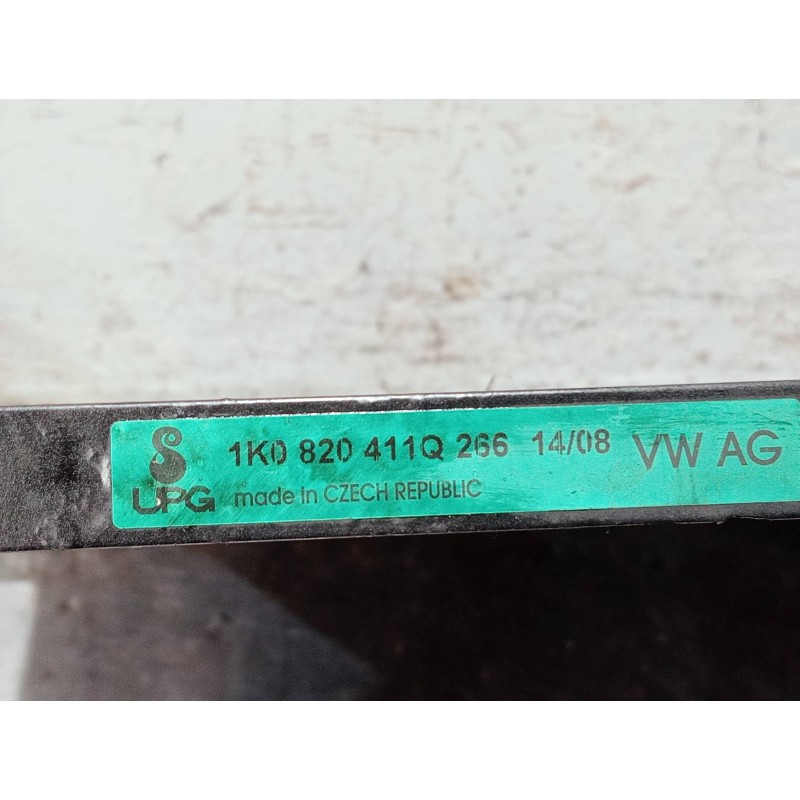 1K0 820 411Q 266 14/08 VW AG
UPG made in CZECH REPUBLIC